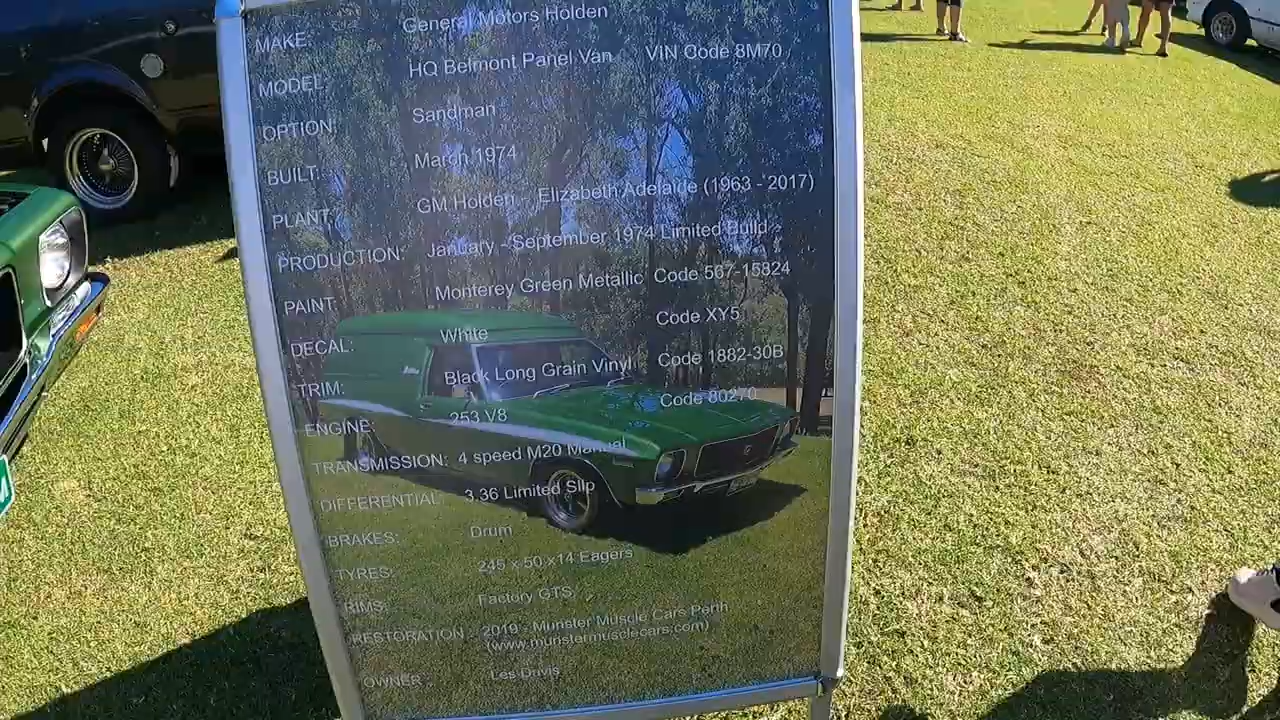 MAKE: General Motors Holden
MODEL: HQ Belmont Panel Van VIN Code 8M70
OPTION: Sandman
BUILT: March 1974
PLANT: GM Holden - Elizabeth Adelaide (1963 - 2017)
PRODUCTION: January - September 1974 Limited Build
PAINT: Monterey Green Metallic Code 567-15824
DECAL: White Code XY5
TRIM: Black Long Grain Vinyl Code 1882-30B
ENGINE: 253 V8 Code 80270
TRANSMISSION: 4 speed M20 Manual
DIFFERENTIAL: 3.36 Limited Slip
BRAKES: Drum
TYRES: 245 x 50 x14 Eagers
RIMS: Factory GTS
RESTORATION : 2019 - Munster Muscle Cars Perth
(www.munstermusclecars.com)
OWNER: Les Davis